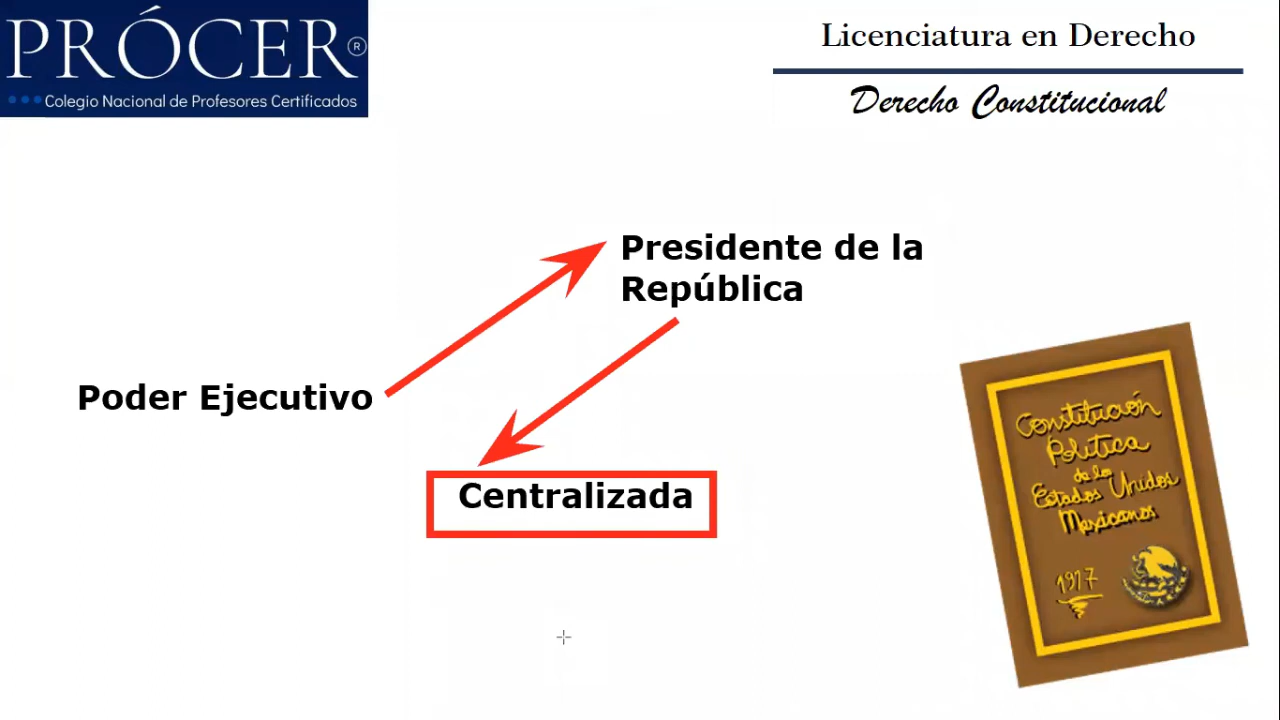 PRÓCER®
Colegio Nacional de Profesores Certificados
Licenciatura en Derecho
Derecho Constitucional
Presidente de la
República
Poder Ejecutivo
Centralizada
Constitución
Política
de lo
Estados Unidos
Mexicanos
1917